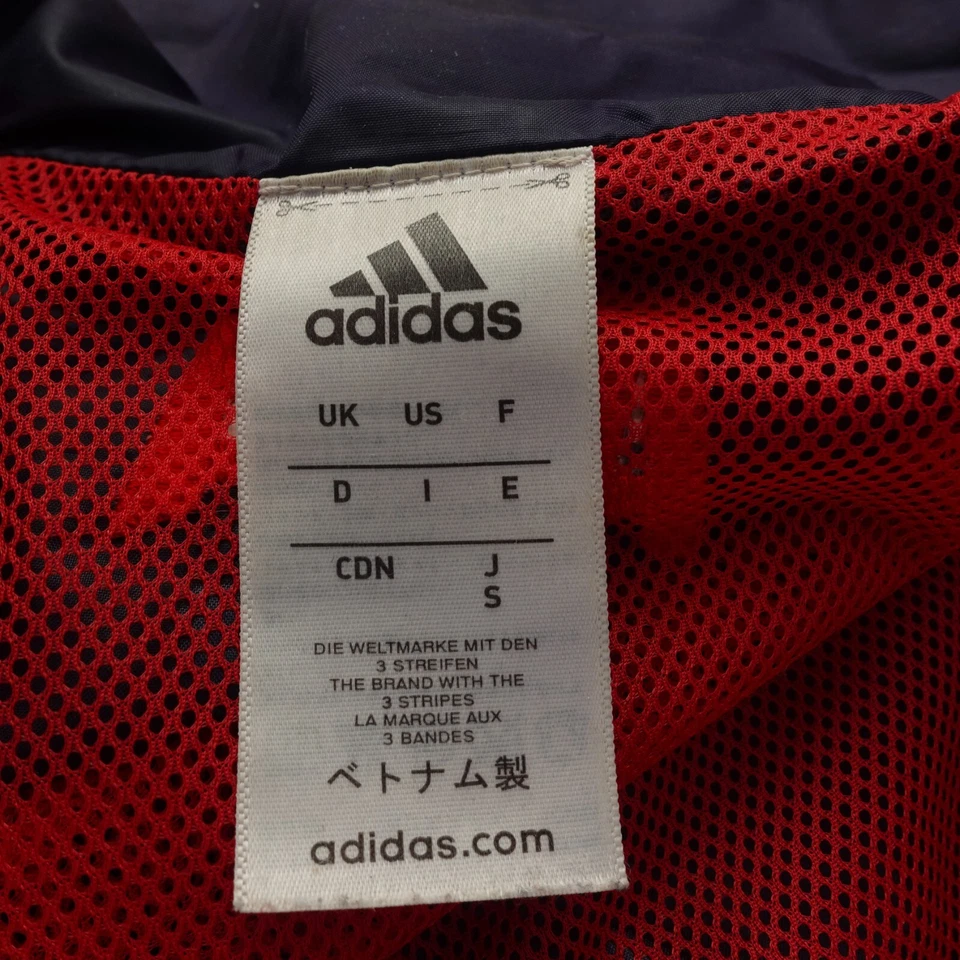 adidas
UK US F
D I E
CDN J
S
DIE WELTMARKE MIT DEN
3 STREIFEN
THE BRAND WITH THE
3 STRIPES
LA MARQUE AUX
3 BANDES
ベトナム製
adidas.com